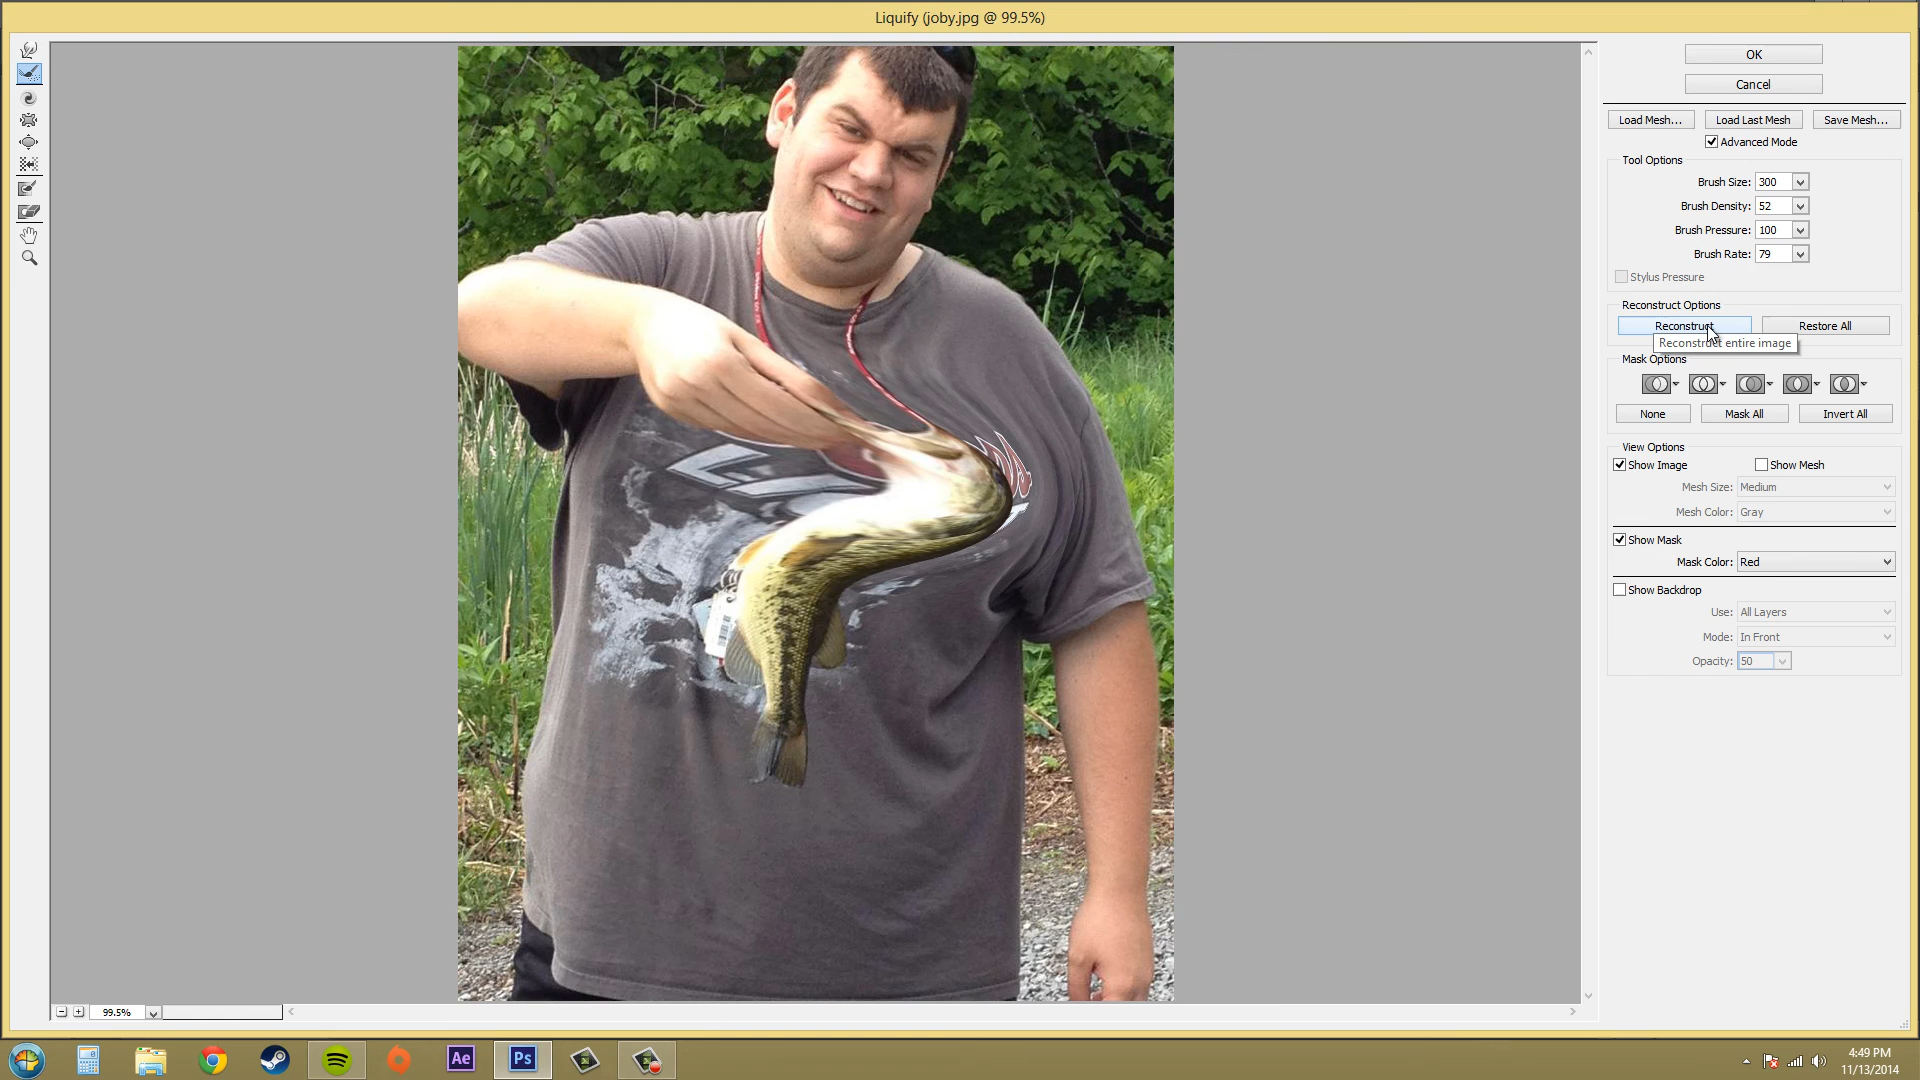 Liquify (joby.jpg @ 99.5%)
OK
Cancel
Load Mesh...
Load Last Mesh
Save Mesh...
Advanced Mode
Tool Options
Brush Size: 300
Brush Density: 52
Brush Pressure: 100
Brush Rate: 79
Stylus Pressure
Reconstruct Options
Reconstruct
Restore All
Reconstruct entire image
Mask Options
None
Mask All
Invert All
View Options
Show Image
Show Mesh
Mesh Size: Medium
Mesh Color: Gray
Show Mask
Mask Color: Red
Show Backdrop
Use: All Layers
Mode: In Front
Opacity: 50
99.5%
Ae
Ps
4:49 PM
11/13/2014